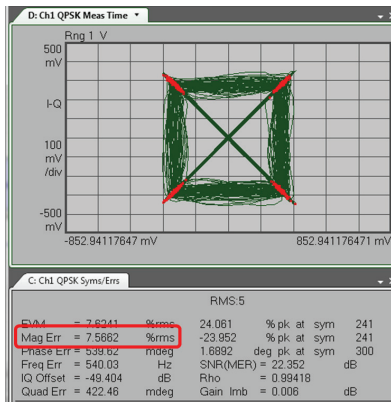 D: Ch1 QPSK Meas Time
Rng 1 V
500
mV
I-Q
100
mV
/div
-500
mV
-852.94117647 mV 852.9411764671 mV
C: Ch1 QPSK Syms/Errs
RMS:5
EVM = 7.6241 %rms 24.061 % pk at sym 241
Mag Err = 7.5662 %rms -23.952 % pk at sym 241
Phase Err = 539.62 mdeg 1.6892 deg pk at sym 300
Freq Err = 540.03 Hz SNR(MER) = 22.352 dB
IQ Offset = -49.404 dB Rho = 0.99418
Quad Err = 422.46 mdeg Gain Imb = 0.006 dB